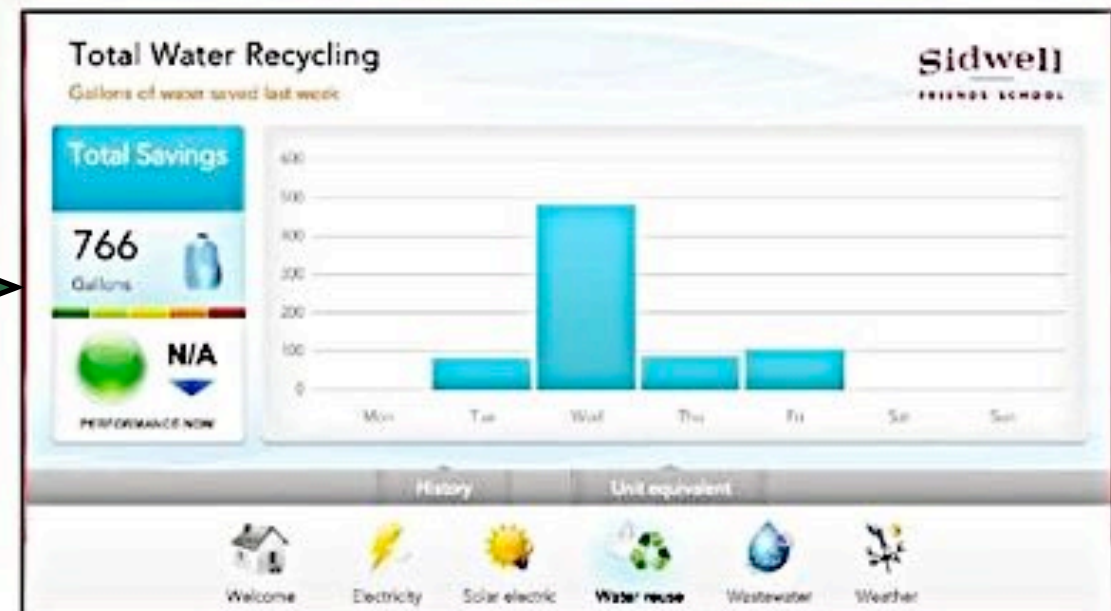 Total Water Recycling
Gallons of water saved last week
Sidwell
FRIENDS SCHOOL
Total Savings
766
Gallons
N/A
PERFORMANCE NOW
600
500
400
300
200
100
0
Mon
Tue
Wed
Thu
Fri
Sat
Sun
History
Unit equivalent
Welcome
Electricity
Solar electric
Water reuse
Wastewater
Weather